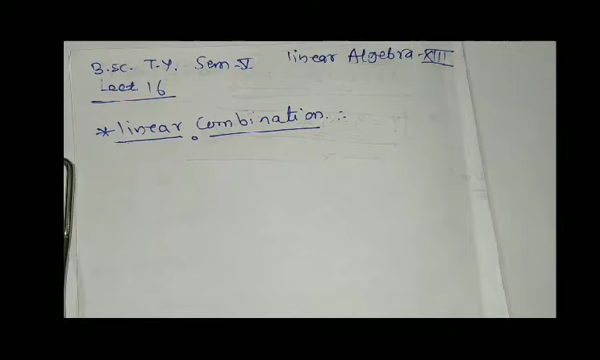 B.sc. T.Y. Sem-V linear Algebra-XIII
Lect 16
*linear combination :-